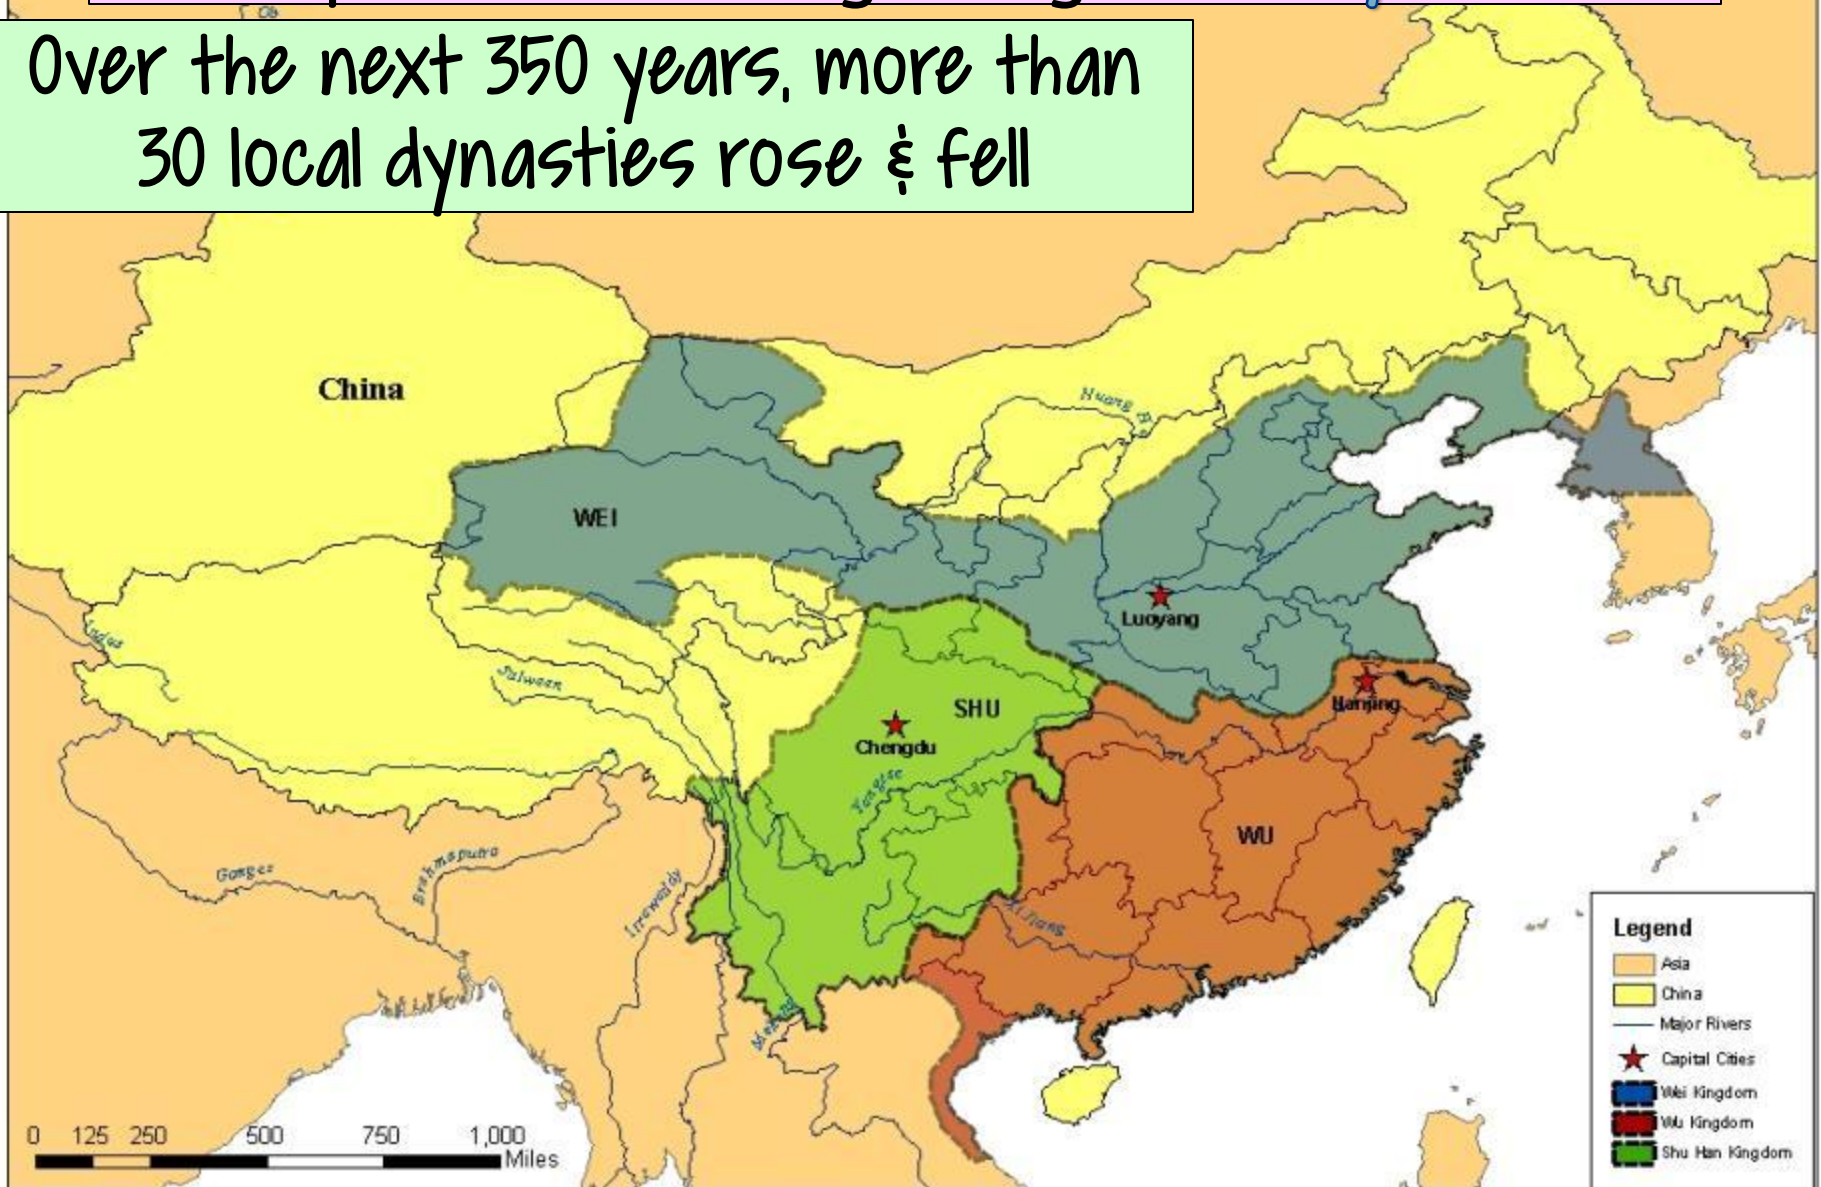 Over the next 350 years, more than
30 local dynasties rose & fell
China
Huang
WEI
Luoyang
Indus
Salween
SHU
Nanjing
Chengdu
Yangtse
WU
Ganges
Brahmaputra
Irrawaddy
Xi Jiang
Mekong
Legend
Asia
China
Major Rivers
Capital Cities
Wei Kingdom
Wu Kingdom
Shu Han Kingdom
0 125 250 500 750 1,000
Miles